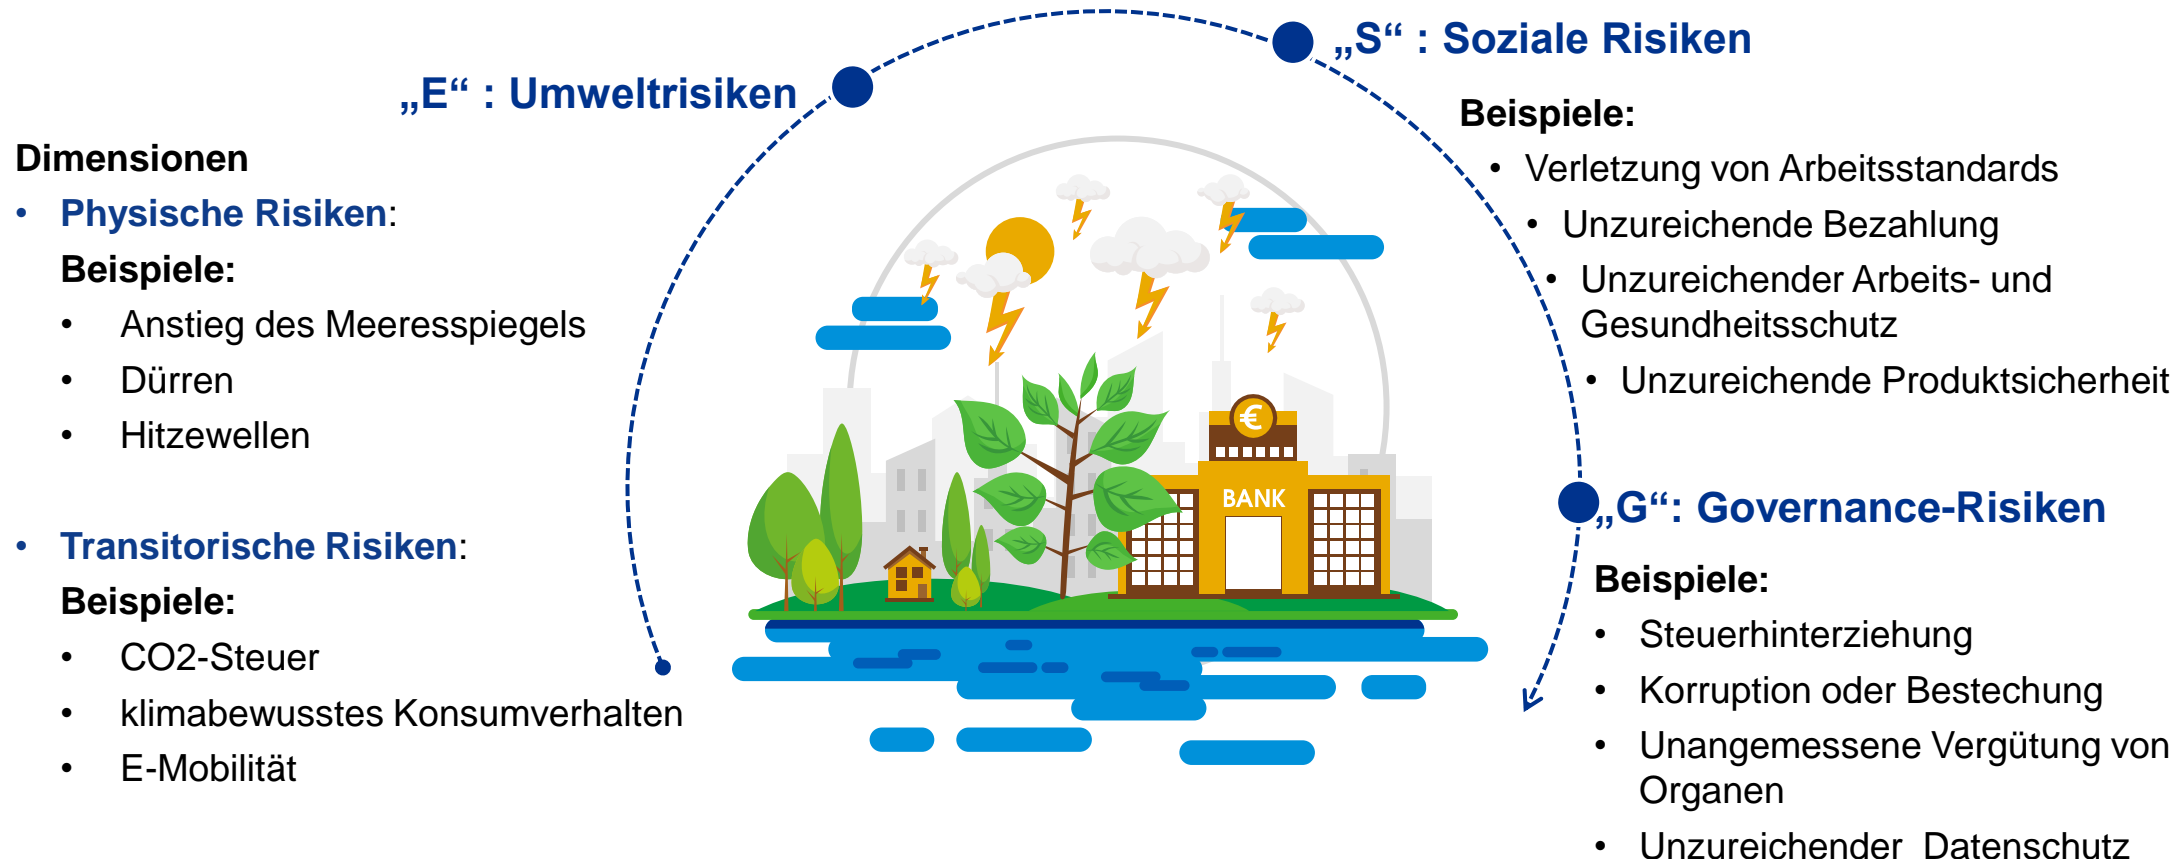 „E“ : Umweltrisiken
Dimensionen
• Physische Risiken:
Beispiele:
• Anstieg des Meeresspiegels
• Dürren
• Hitzewellen
• Transitorische Risiken:
Beispiele:
• CO2-Steuer
• klimabewusstes Konsumverhalten
• E-Mobilität
€
BANK
„S“ : Soziale Risiken
Beispiele:
• Verletzung von Arbeitsstandards
• Unzureichende Bezahlung
• Unzureichender Arbeits- und
Gesundheitsschutz
• Unzureichende Produktsicherheit
„G“: Governance-Risiken
Beispiele:
• Steuerhinterziehung
• Korruption oder Bestechung
• Unangemessene Vergütung von
Organen
• Unzureichender Datenschutz